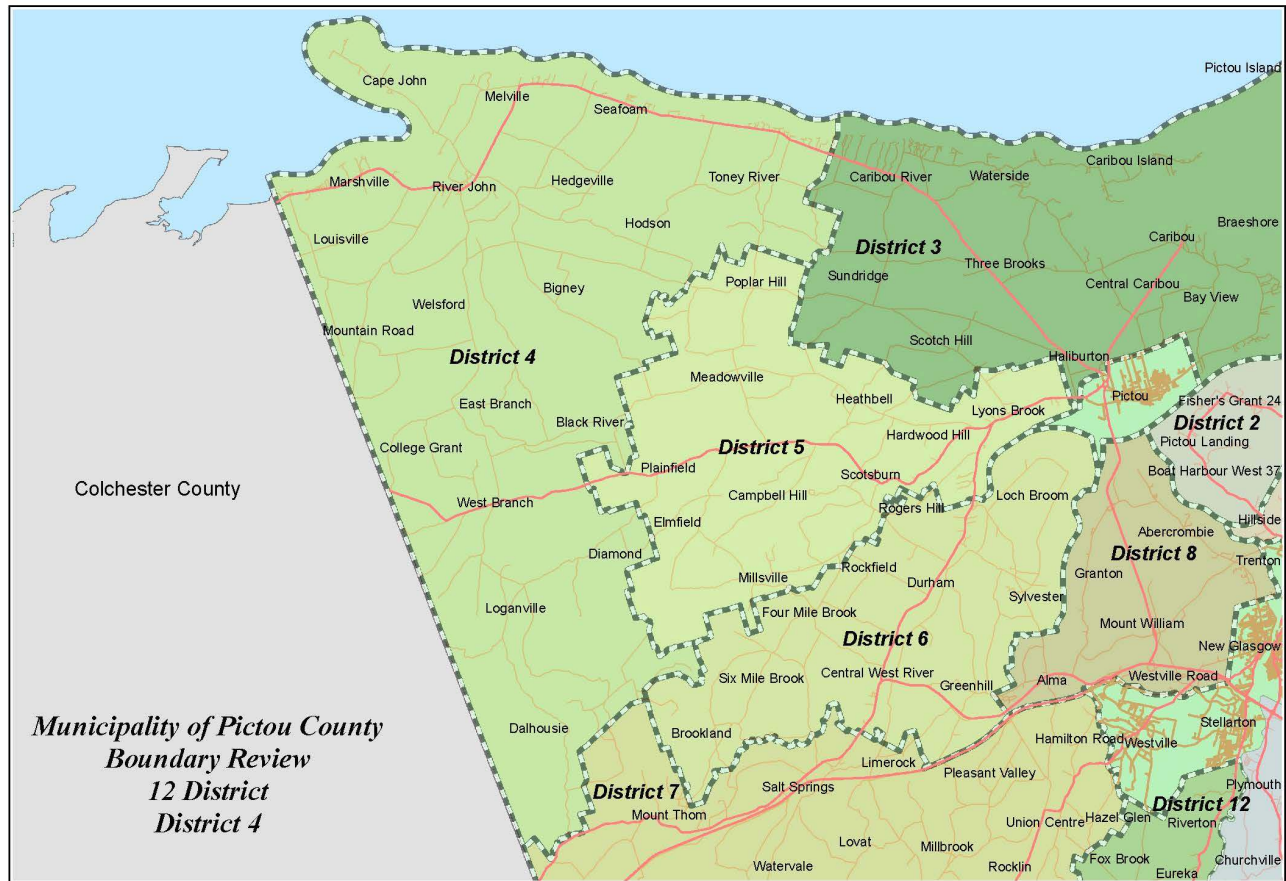 Pictou Island
Cape John
Melville
Seafoam
Caribou Island
Marshville
River John
Hedgeville
Toney River
Caribou River
Waterside
Hodson
Braeshore
Louisville
District 3
Caribou
Three Brooks
Sundridge
Poplar Hill
Central Caribou
Bigney
Bay View
Welsford
Mountain Road
Scotch Hill
District 4
Haliburton
Meadowville
Heathbell
Pictou
East Branch
Fisher's Grant 24
Lyons Brook
Black River
District 2
Hardwood Hill
Pictou Landing
College Grant
District 5
Plainfield
Scotsburn
Boat Harbour West 37
Colchester County
West Branch
Campbell Hill
Loch Broom
Rogers Hill
Elmfield
Hillside
Abercrombie
Diamond
District 8
Trenton
Rockfield
Granton
Millsville
Durham
Sylvester
Loganville
Four Mile Brook
Mount William
District 6
New Glasgow
Six Mile Brook
Central West River
Westville Road
Alma
Greenhill
Municipality of Pictou County
Boundary Review
12 District
District 4
Dalhousie
Brookland
Stellarton
Hamilton Road
Westville
Limerock
Pleasant Valley
Salt Springs
District 7
Plymouth
District 12
Mount Thom
Union Centre
Hazel Glen
Riverton
Lovat
Millbrook
Fox Brook
Churchville
Watervale
Rocklin
Eureka